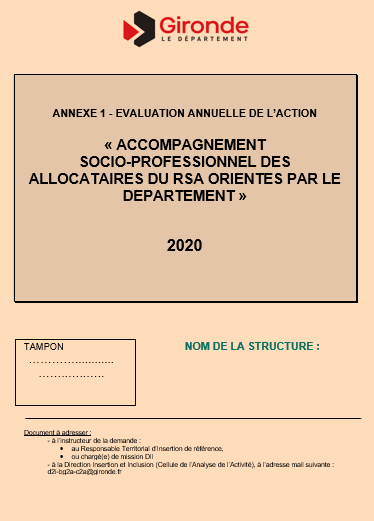 Gironde
LE DÉPARTEMENT
ANNEXE 1 - EVALUATION ANNUELLE DE L'ACTION
« ACCOMPAGNEMENT
SOCIO-PROFESSIONNEL DES
ALLOCATAIRES DU RSA ORIENTES PAR LE
DEPARTEMENT »
2020
TAMPON
……………............
……..…..……..
NOM DE LA STRUCTURE :
Document à adresser :
- à l'instructeur de la demande :
• au Responsable Territorial d'Insertion de référence,
• ou chargé(e) de mission DII
- à la Direction Insertion et Inclusion (Cellule de l'Analyse de l'Activité), à l'adresse mail suivante :
d2i-bg2a-c2a@gironde.fr